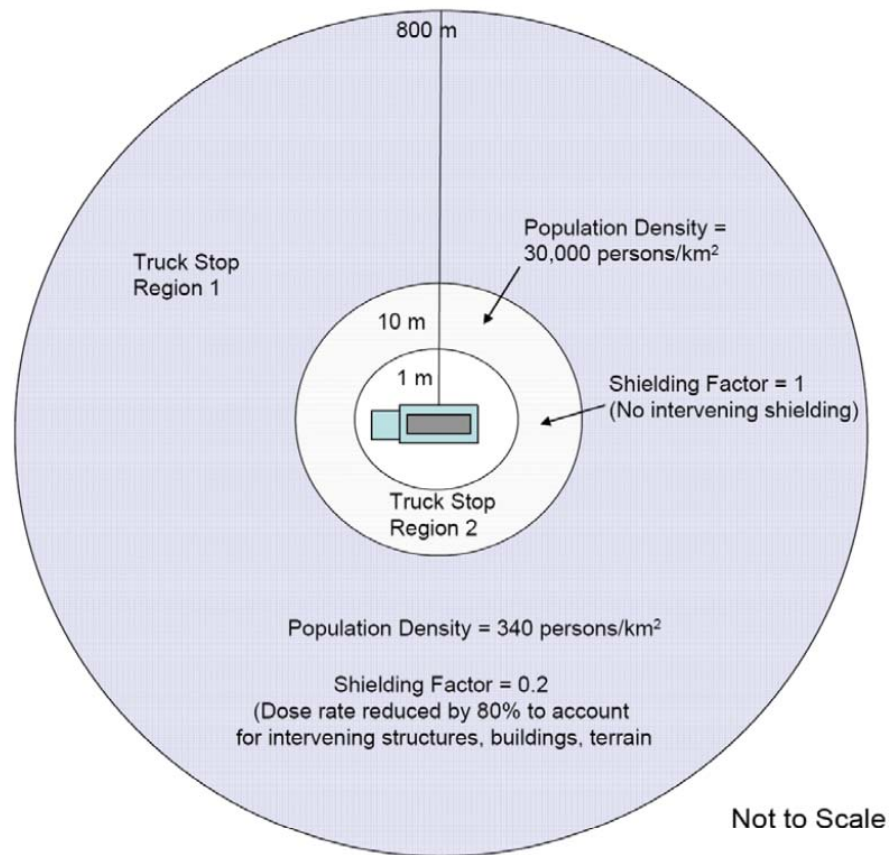 800 m
Population Density =
30,000 persons/km²
Truck Stop
Region 1
10 m
1 m
Shielding Factor = 1
(No intervening shielding)
Truck Stop
Region 2
Population Density = 340 persons/km²
Shielding Factor = 0.2
(Dose rate reduced by 80% to account
for intervening structures, buildings, terrain
Not to Scale